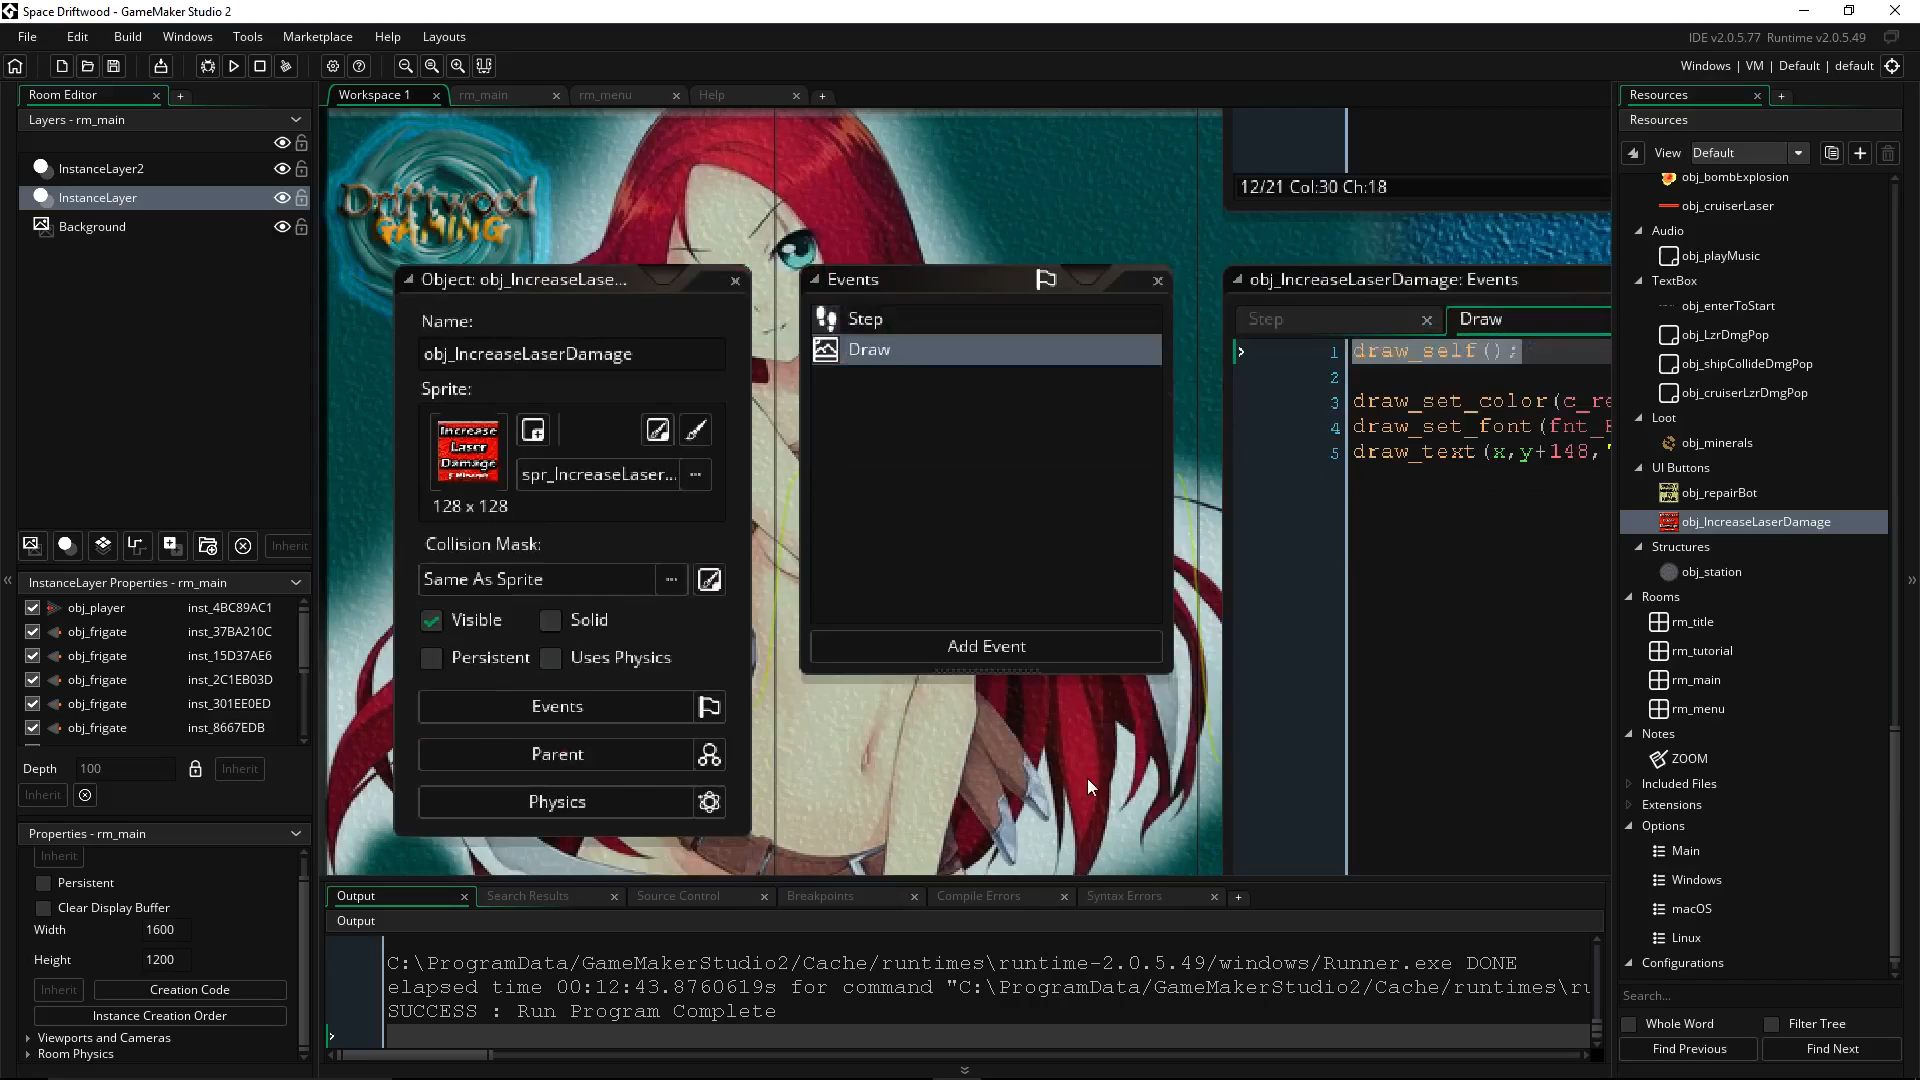 Space Driftwood - GameMaker Studio 2
File Edit Build Windows Tools Marketplace Help Layouts
IDE v2.0.5.77 Runtime v2.0.5.49
Windows | VM | Default | default
Room Editor
Layers - rm_main
InstanceLayer2
InstanceLayer
Background
Inherit
InstanceLayer Properties - rm_main
obj_player inst_4BC89AC1
obj_frigate inst_37BA210C
obj_frigate inst_15D37AE6
obj_frigate inst_2C1EB03D
obj_frigate inst_301EE0ED
obj_frigate inst_8667EDB
Depth 100 Inherit
Inherit
Properties - rm_main
Inherit
Persistent
Clear Display Buffer
Width 1600
Height 1200
Inherit Creation Code
Instance Creation Order
Viewports and Cameras
Room Physics
Workspace 1 rm_main rm_menu Help
Driftwood
GAMING
Object: obj_IncreaseLase...
Name:
obj_IncreaseLaserDamage
Sprite:
Increase
Laser
Damage
spr_IncreaseLaser...
128 x 128
Collision Mask:
Same As Sprite
Visible Solid
Persistent Uses Physics
Events
Parent
Physics
Events
Step
Draw
Add Event
12/21 Col:30 Ch:18
obj_IncreaseLaserDamage: Events
Step Draw
1 draw_self();
2
3 draw_set_color(c_re
4 draw_set_font(fnt_
5 draw_text(x,y+148,"
Output Search Results Source Control Breakpoints Compile Errors Syntax Errors
Output
C:\ProgramData/GameMakerStudio2/Cache/runtimes\runtime-2.0.5.49/windows/Runner.exe DONE
elapsed time 00:12:43.8760619s for command "C:\ProgramData/GameMakerStudio2/Cache/runtimes\ru
SUCCESS : Run Program Complete
Resources
Resources
View Default
obj_bombExplosion
obj_cruiserLaser
Audio
obj_playMusic
TextBox
obj_enterToStart
obj_LzrDmgPop
obj_shipCollideDmgPop
obj_cruiserLzrDmgPop
Loot
obj_minerals
UI Buttons
obj_repairBot
obj_IncreaseLaserDamage
Structures
obj_station
Rooms
rm_title
rm_tutorial
rm_main
rm_menu
Notes
ZOOM
Included Files
Extensions
Options
Main
Windows
macOS
Linux
Configurations
Search...
Whole Word Filter Tree
Find Previous Find Next